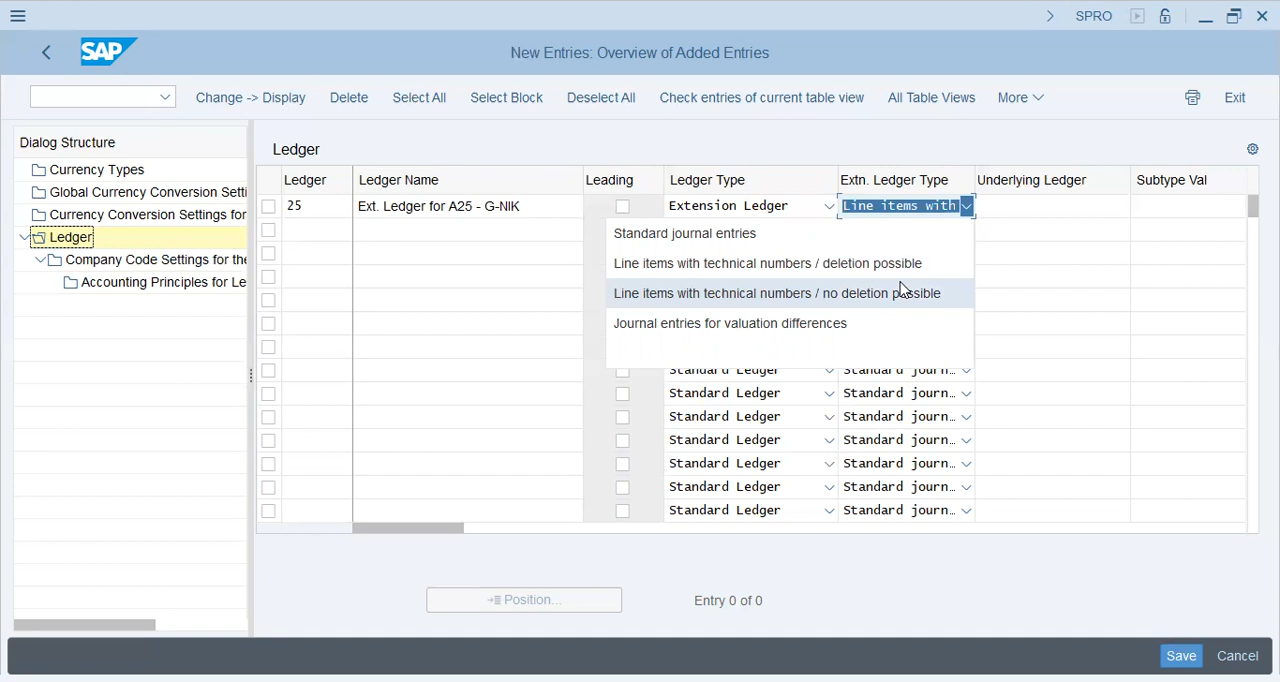 SPRO
SAP
New Entries: Overview of Added Entries
Change -> Display Delete Select All Select Block Deselect All Check entries of current table view All Table Views More Exit
Dialog Structure
Currency Types
Global Currency Conversion Setti
Currency Conversion Settings for
Ledger
Company Code Settings for the
Accounting Principles for Le
Ledger
Ledger Ledger Name Leading Ledger Type Extn. Ledger Type Underlying Ledger Subtype Val
25 Ext. Ledger for A25 - G-NIK Extension Ledger Line items with
Standard journal entries
Line items with technical numbers / deletion possible
Line items with technical numbers / no deletion possible
Journal entries for valuation differences
Standard Ledger Standard journ…
Standard Ledger Standard journ…
Standard Ledger Standard journ…
Standard Ledger Standard journ…
Standard Ledger Standard journ…
Standard Ledger Standard journ…
Standard Ledger Standard journ…
Position... Entry 0 of 0
Save Cancel